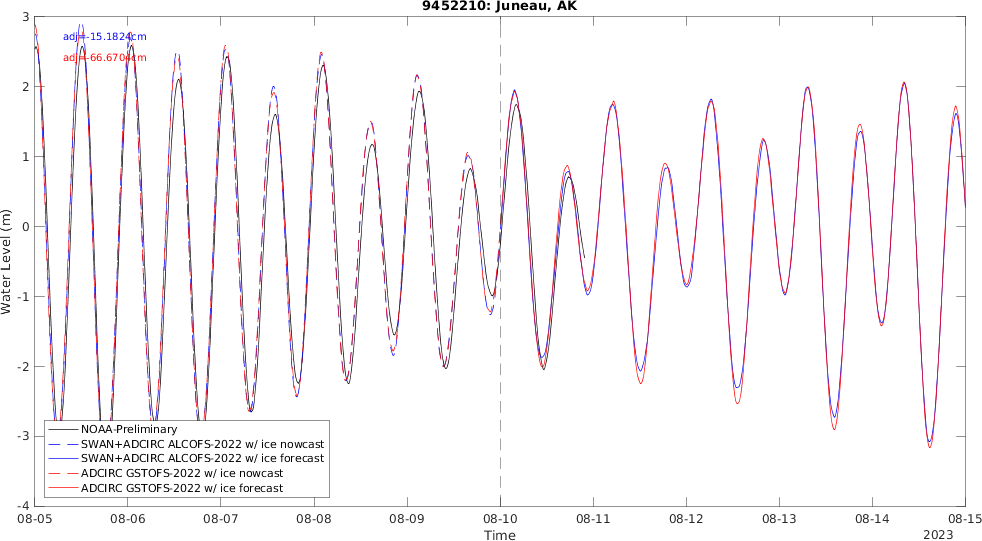 9452210: Juneau, AK
adj=-15.1824cm
adj=-66.6704cm
Water Level (m)
3
2
1
0
-1
-2
-3
-4
NOAA-Preliminary
SWAN+ADCIRC ALCOFS-2022 w/ ice nowcast
SWAN+ADCIRC ALCOFS-2022 w/ ice forecast
ADCIRC GSTOFS-2022 w/ ice nowcast
ADCIRC GSTOFS-2022 w/ ice forecast
08-05 08-06 08-07 08-08 08-09 08-10 08-11 08-12 08-13 08-14 08-15
Time
2023